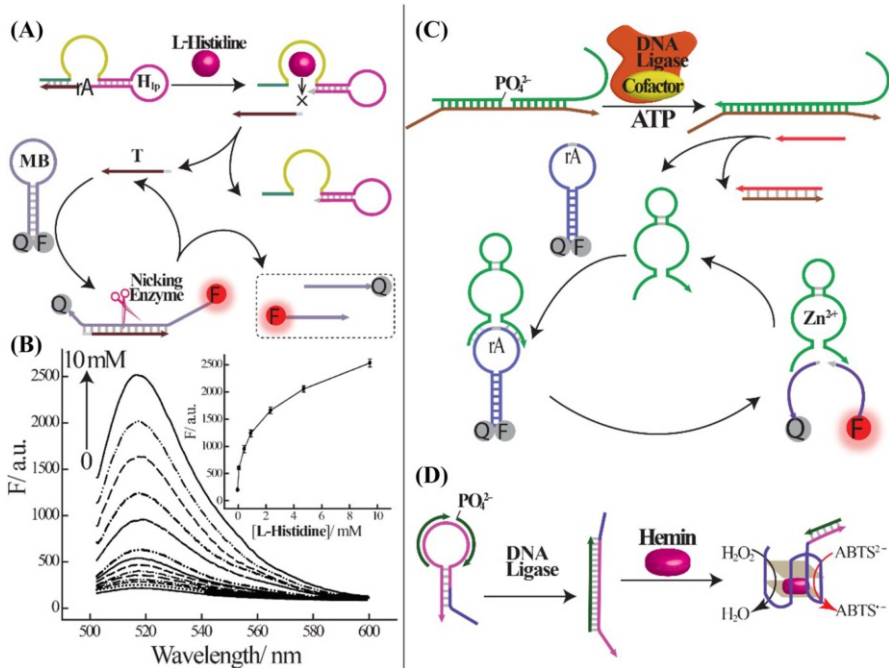 (A)
L-Histidine
rA
H1p
×
MB
T
Q F
Nicking
Enzyme
Q
F
Q
F
(B)
10 mM
0
F/ a.u.
2500
2000
1500
1000
500
0
500 520 540 560 580 600
Wavelength/ nm
F/ a.u.
2500
2000
1500
1000
500
0
0 2 4 6 8 10
[L-Histidine]/ mM
(C)
PO₄²⁻
DNA
Ligase
Cofactor
ATP
rA
Q F
rA
Q F
Zn²⁺
Q
F
(D)
PO₄²⁻
DNA
Ligase
Hemin
H₂O₂
H₂O
ABTS²⁻
ABTS•⁻